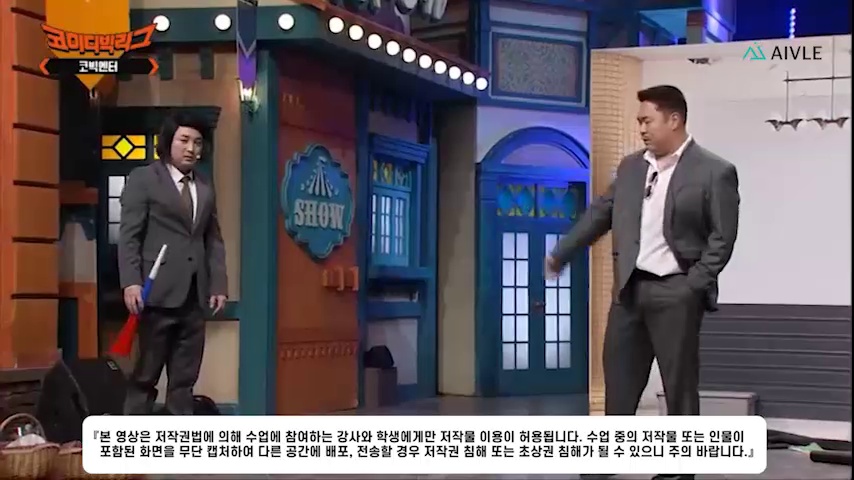 코미디빅리그
코빅멘터
AIVLE
SHOW
『본 영상은 저작권법에 의해 수업에 참여하는 강사와 학생에게만 저작물 이용이 허용됩니다. 수업 중의 저작물 또는 인물이
포함된 화면을 무단 캡처하여 다른 공간에 배포, 전송할 경우 저작권 침해 또는 초상권 침해가 될 수 있으니 주의 바랍니다.』